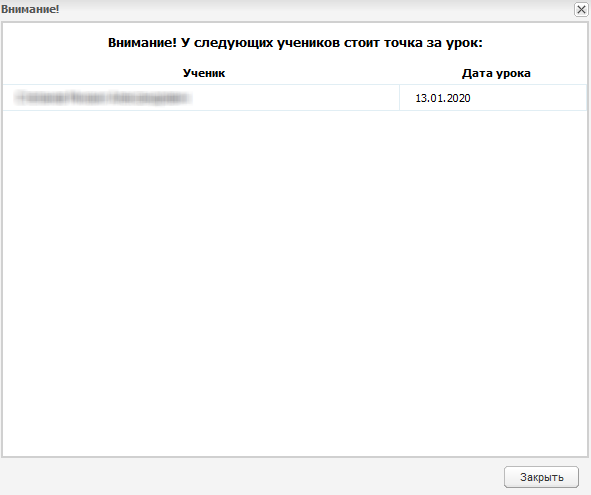 Внимание!
Внимание! У следующих учеников стоит точка за урок:
Ученик Дата урока
13.01.2020
Закрыть